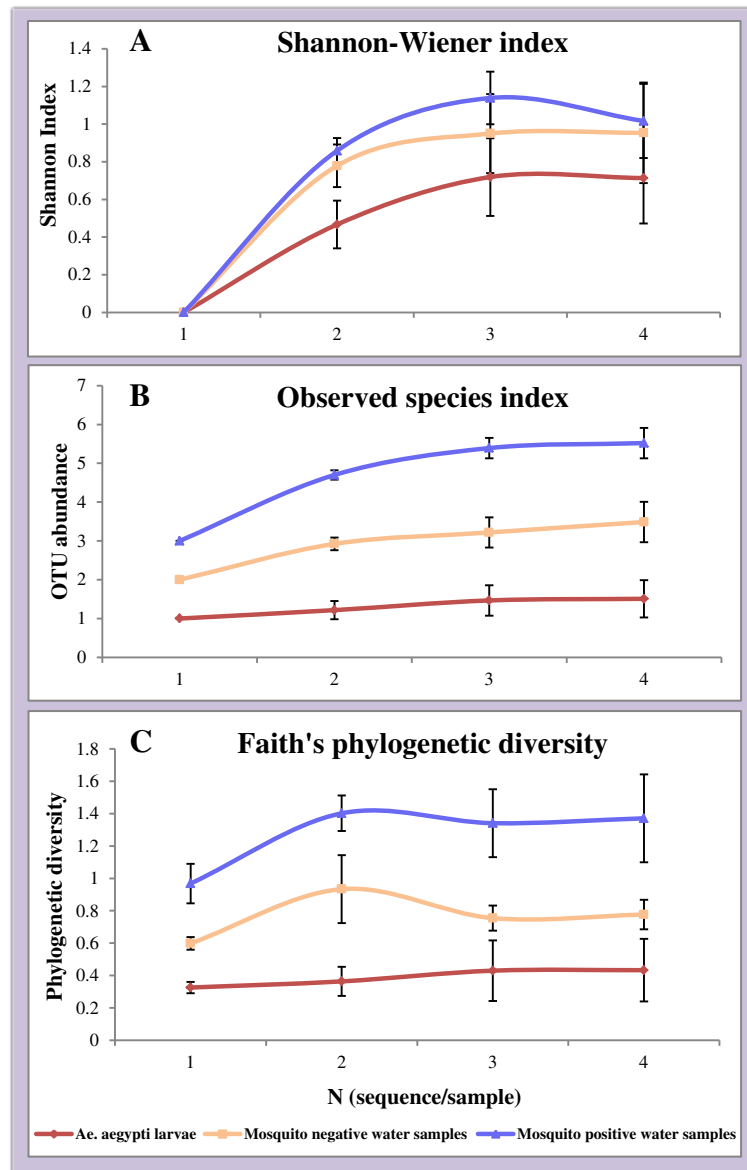 A Shannon-Wiener index
Shannon Index
1.4
1.2
1
0.8
0.6
0.4
0.2
0
1 2 3 4
B Observed species index
OTU abundance
7
6
5
4
3
2
1
0
1 2 3 4
C Faith's phylogenetic diversity
Phylogenetic diversity
1.8
1.6
1.4
1.2
1
0.8
0.6
0.4
0.2
0
1 2 3 4
N (sequence/sample)
Ae. aegypti larvae Mosquito negative water samples Mosquito positive water samples